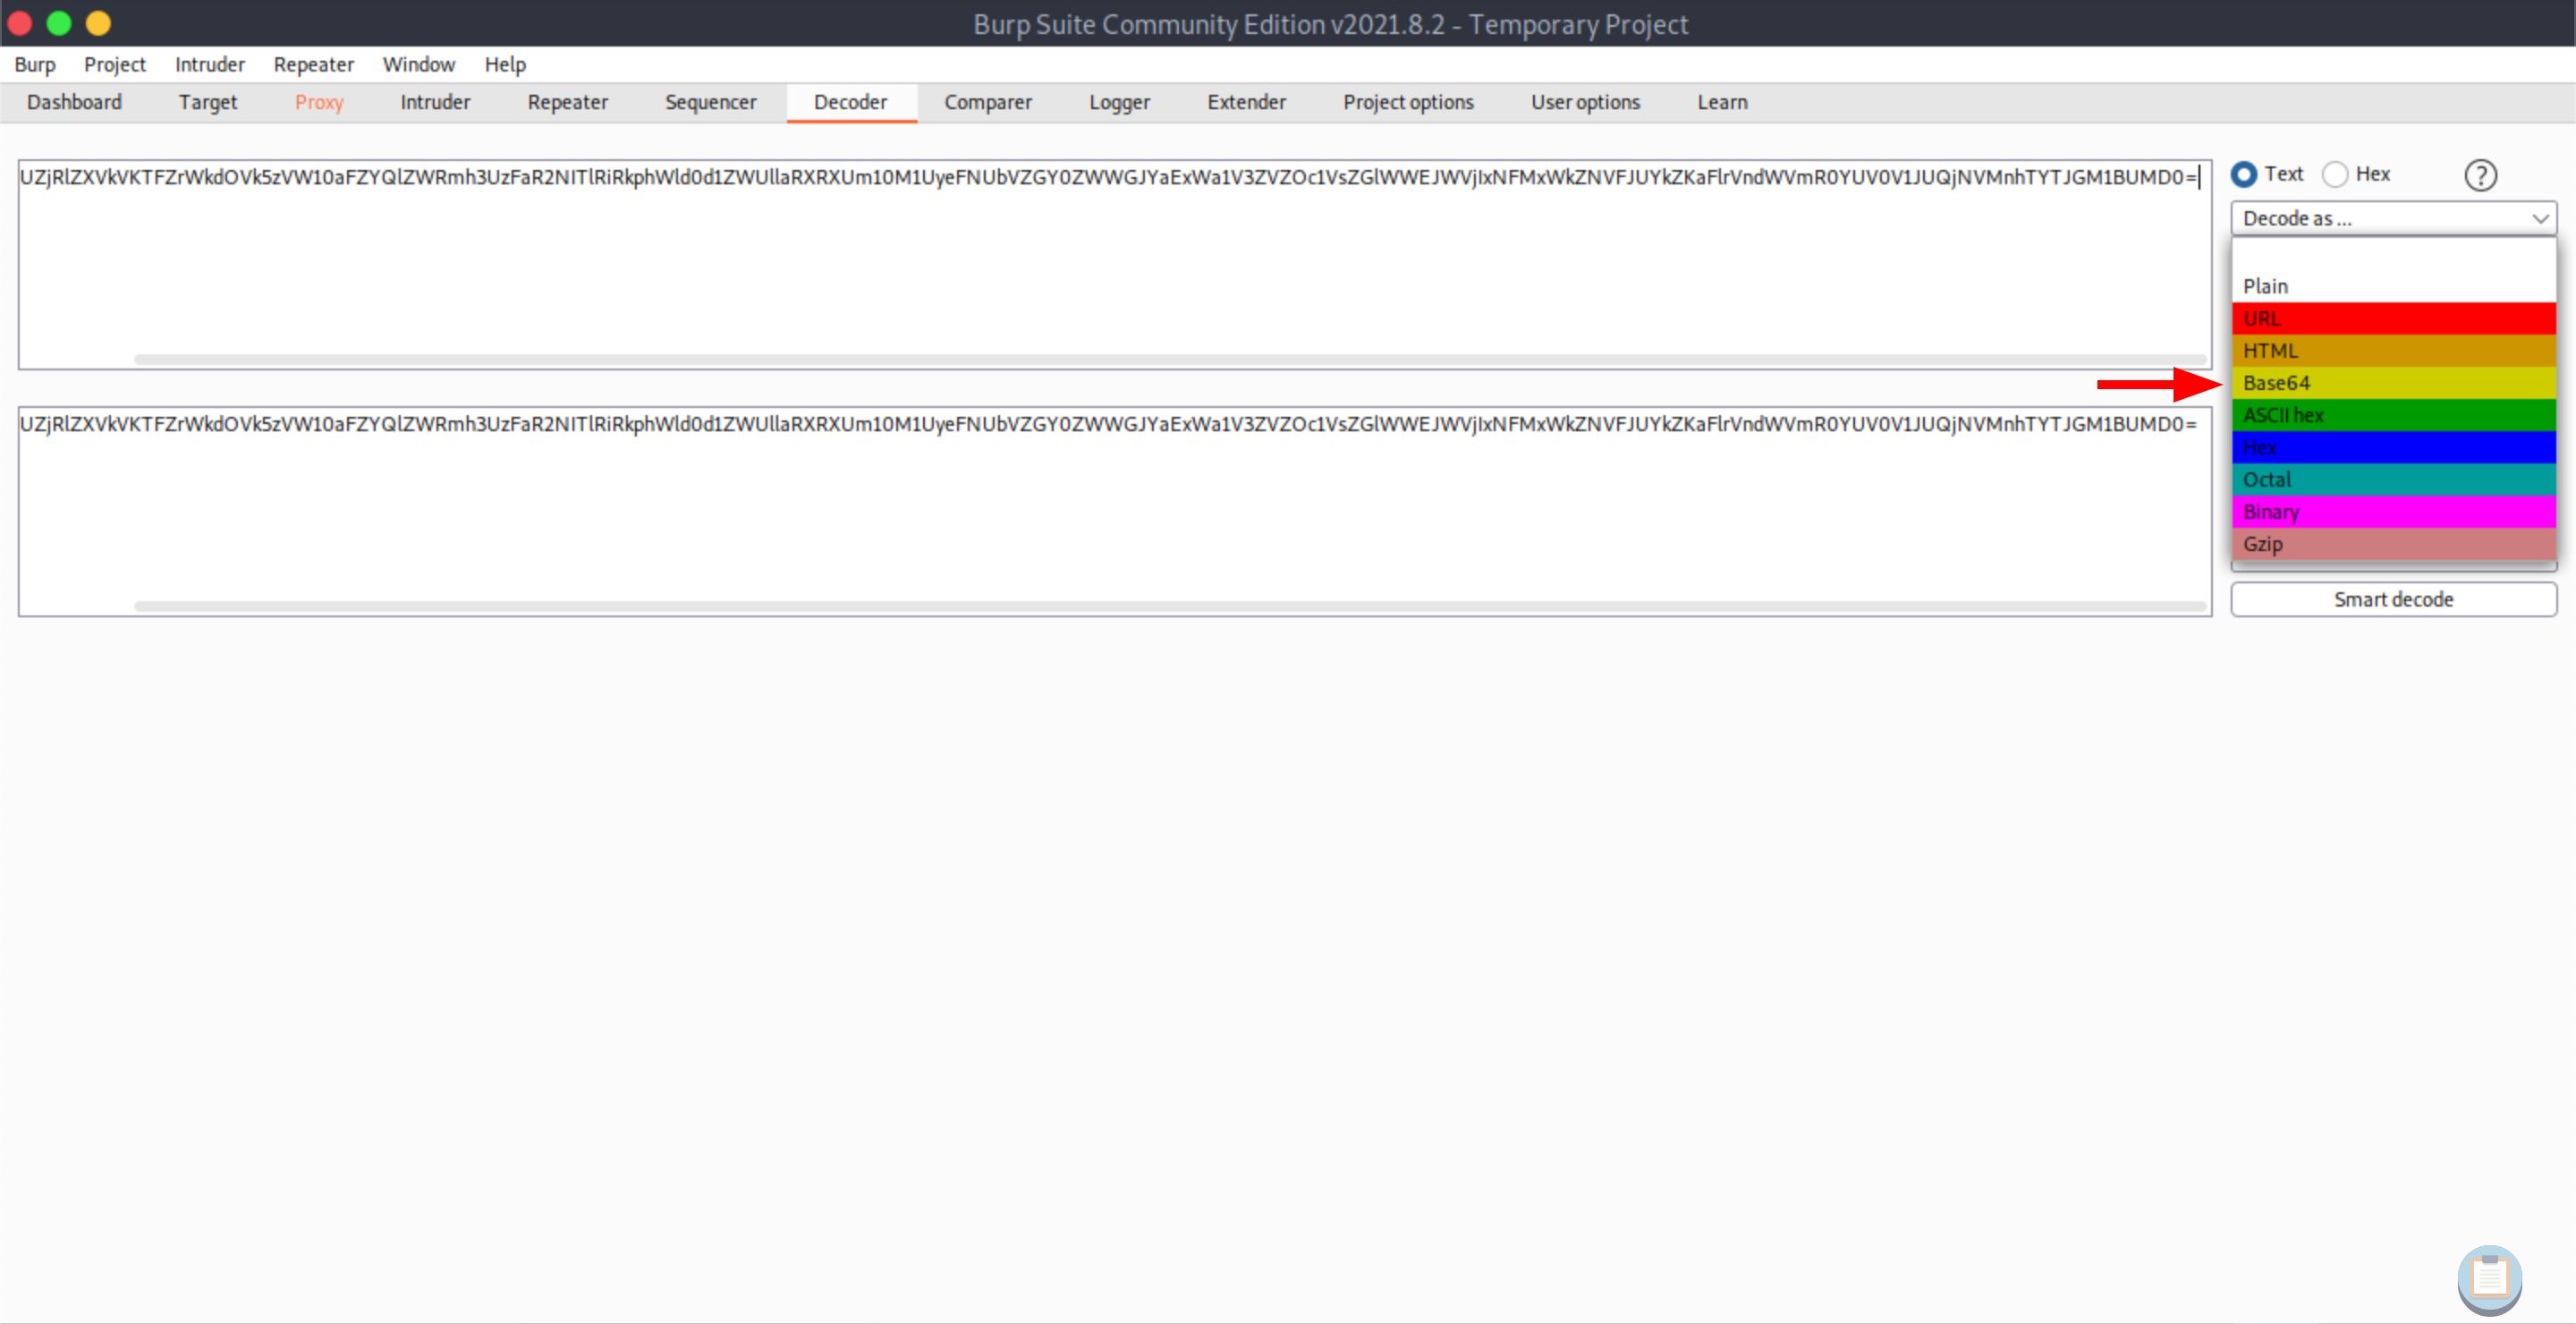 Burp Suite Community Edition v2021.8.2 - Temporary Project
Burp Project Intruder Repeater Window Help
Dashboard Target Proxy Intruder Repeater Sequencer Decoder Comparer Logger Extender Project options User options Learn
UZjRlZXVkVKTFZrWkdOVk5zVW10aFZYQlZWRmh3UzFaR2NITlRiRkphWld0d1ZWUllaRXRXUm10M1UyeFNUbVZGY0ZWWGJYaExWa1V3ZVZOc1VsZGlWWEJWVjIxNFMxWkZNVFJUYkZKaFlrVndWVmR0YUV0V1JUQjNVMnhTYTJGM1BUMD0=
Text Hex ?
Decode as ...
Plain
URL
HTML
Base64
ASCII hex
Hex
Octal
Binary
Gzip
UZjRlZXVkVKTFZrWkdOVk5zVW10aFZYQlZWRmh3UzFaR2NITlRiRkphWld0d1ZWUllaRXRXUm10M1UyeFNUbVZGY0ZWWGJYaExWa1V3ZVZOc1VsZGlWWEJWVjIxNFMxWkZNVFJUYkZKaFlrVndWVmR0YUV0V1JUQjNVMnhTYTJGM1BUMD0=
Smart decode